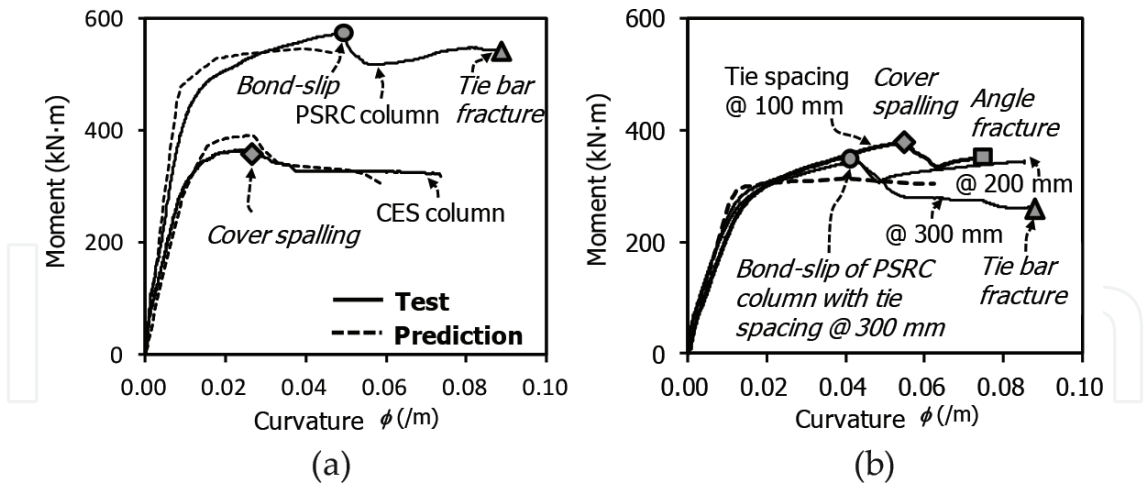 600
400
200
0
Moment (kN·m)
0.00 0.02 0.04 0.06 0.08 0.10
Curvature ϕ (/m)
Bond-slip
PSRC column
Tie bar
fracture
CES column
Cover spalling
Test
Prediction
(a)
600
400
200
0
Moment (kN·m)
0.00 0.02 0.04 0.06 0.08 0.10
Curvature ϕ (/m)
Tie spacing
@ 100 mm
Cover
spalling
Angle
fracture
@ 200 mm
@ 300 mm
Bond-slip of PSRC
column with tie
spacing @ 300 mm
Tie bar
fracture
(b)